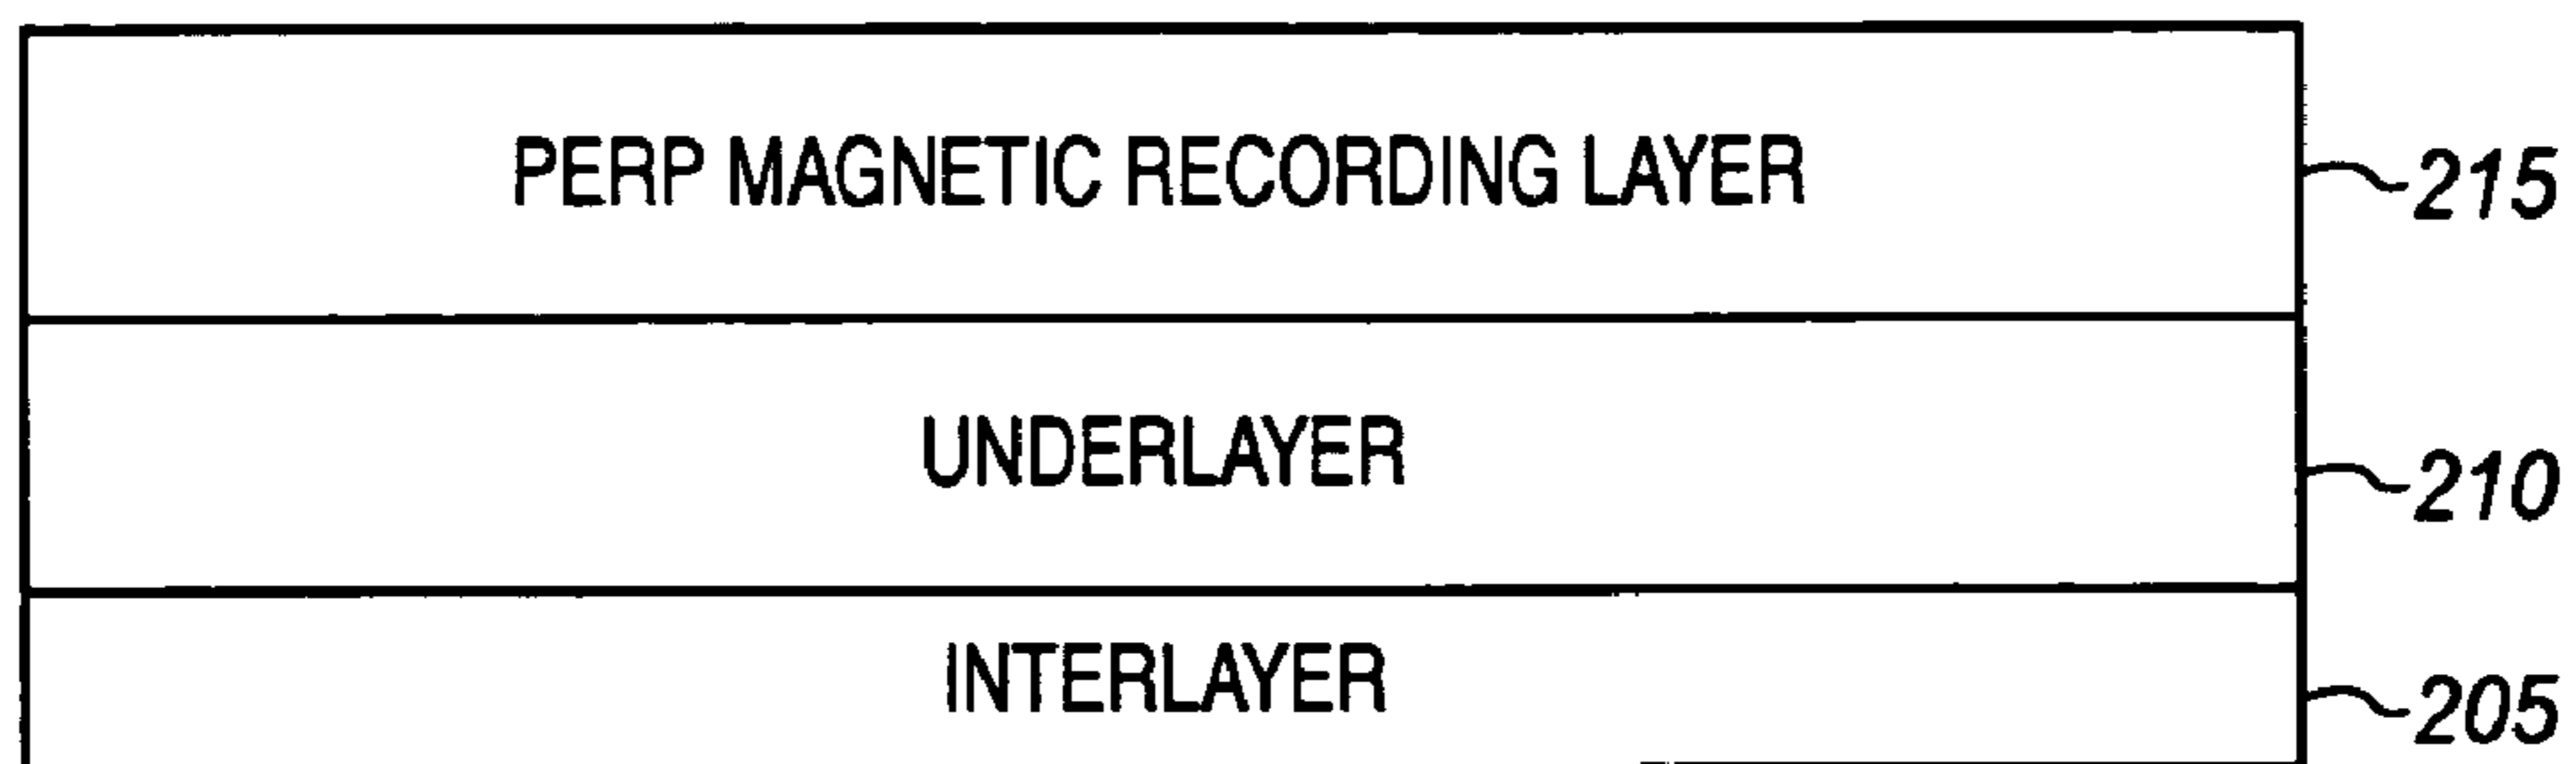 PERP MAGNETIC RECORDING LAYER
215
UNDERLAYER
210
INTERLAYER
205